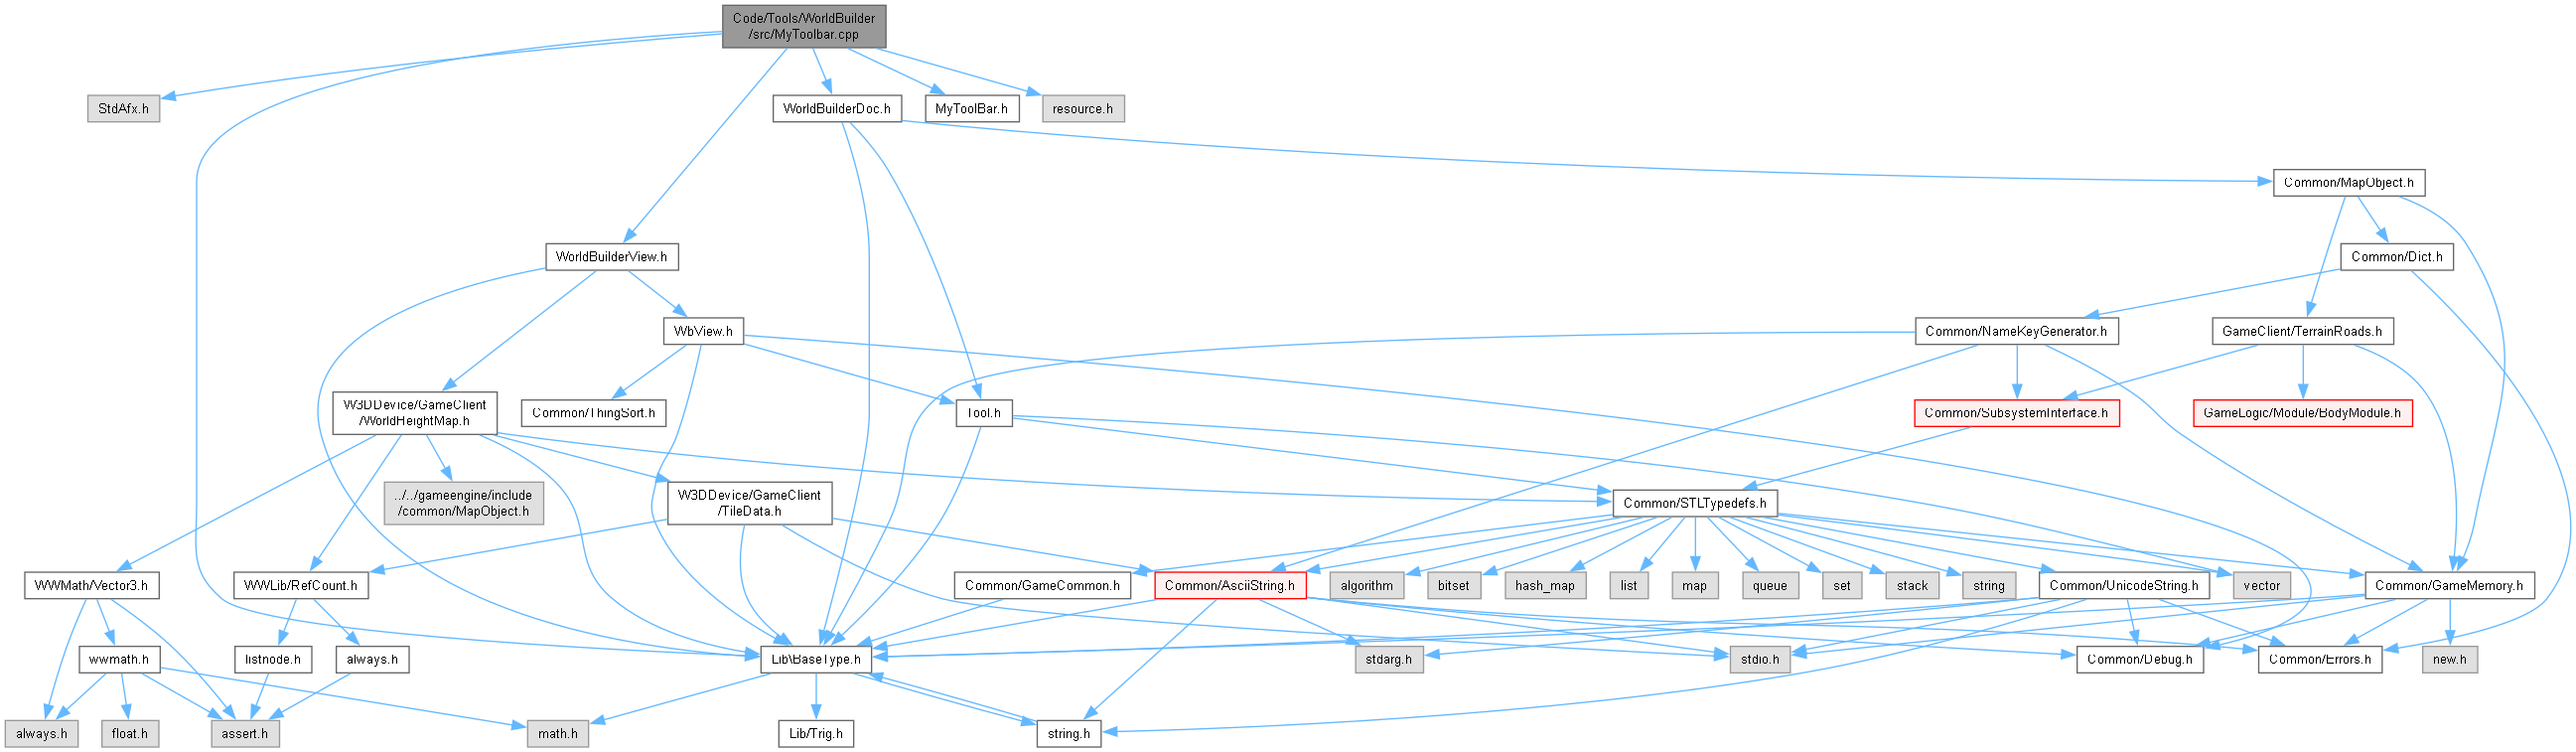 Code/Tools/WorldBuilder
/src/MyToolbar.cpp
StdAfx.h
WorldBuilderDoc.h
MyToolBar.h
resource.h
Common/MapObject.h
WorldBuilderView.h
Common/Dict.h
WbView.h
Common/NameKeyGenerator.h
GameClient/TerrainRoads.h
W3DDevice/GameClient
/WorldHeightMap.h
Common/ThingSort.h
Tool.h
Common/SubsystemInterface.h
GameLogic/Module/BodyModule.h
../../gameengine/include
/common/MapObject.h
W3DDevice/GameClient
/TileData.h
Common/STLTypedefs.h
WWMath/Vector3.h
WWLib/RefCount.h
Common/GameCommon.h
Common/AsciiString.h
algorithm
bitset
hash_map
list
map
queue
set
stack
string
Common/UnicodeString.h
vector
Common/GameMemory.h
wwmath.h
listnode.h
always.h
Lib\BaseType.h
stdarg.h
stdio.h
Common/Debug.h
Common/Errors.h
new.h
always.h
float.h
assert.h
math.h
Lib/Trig.h
string.h